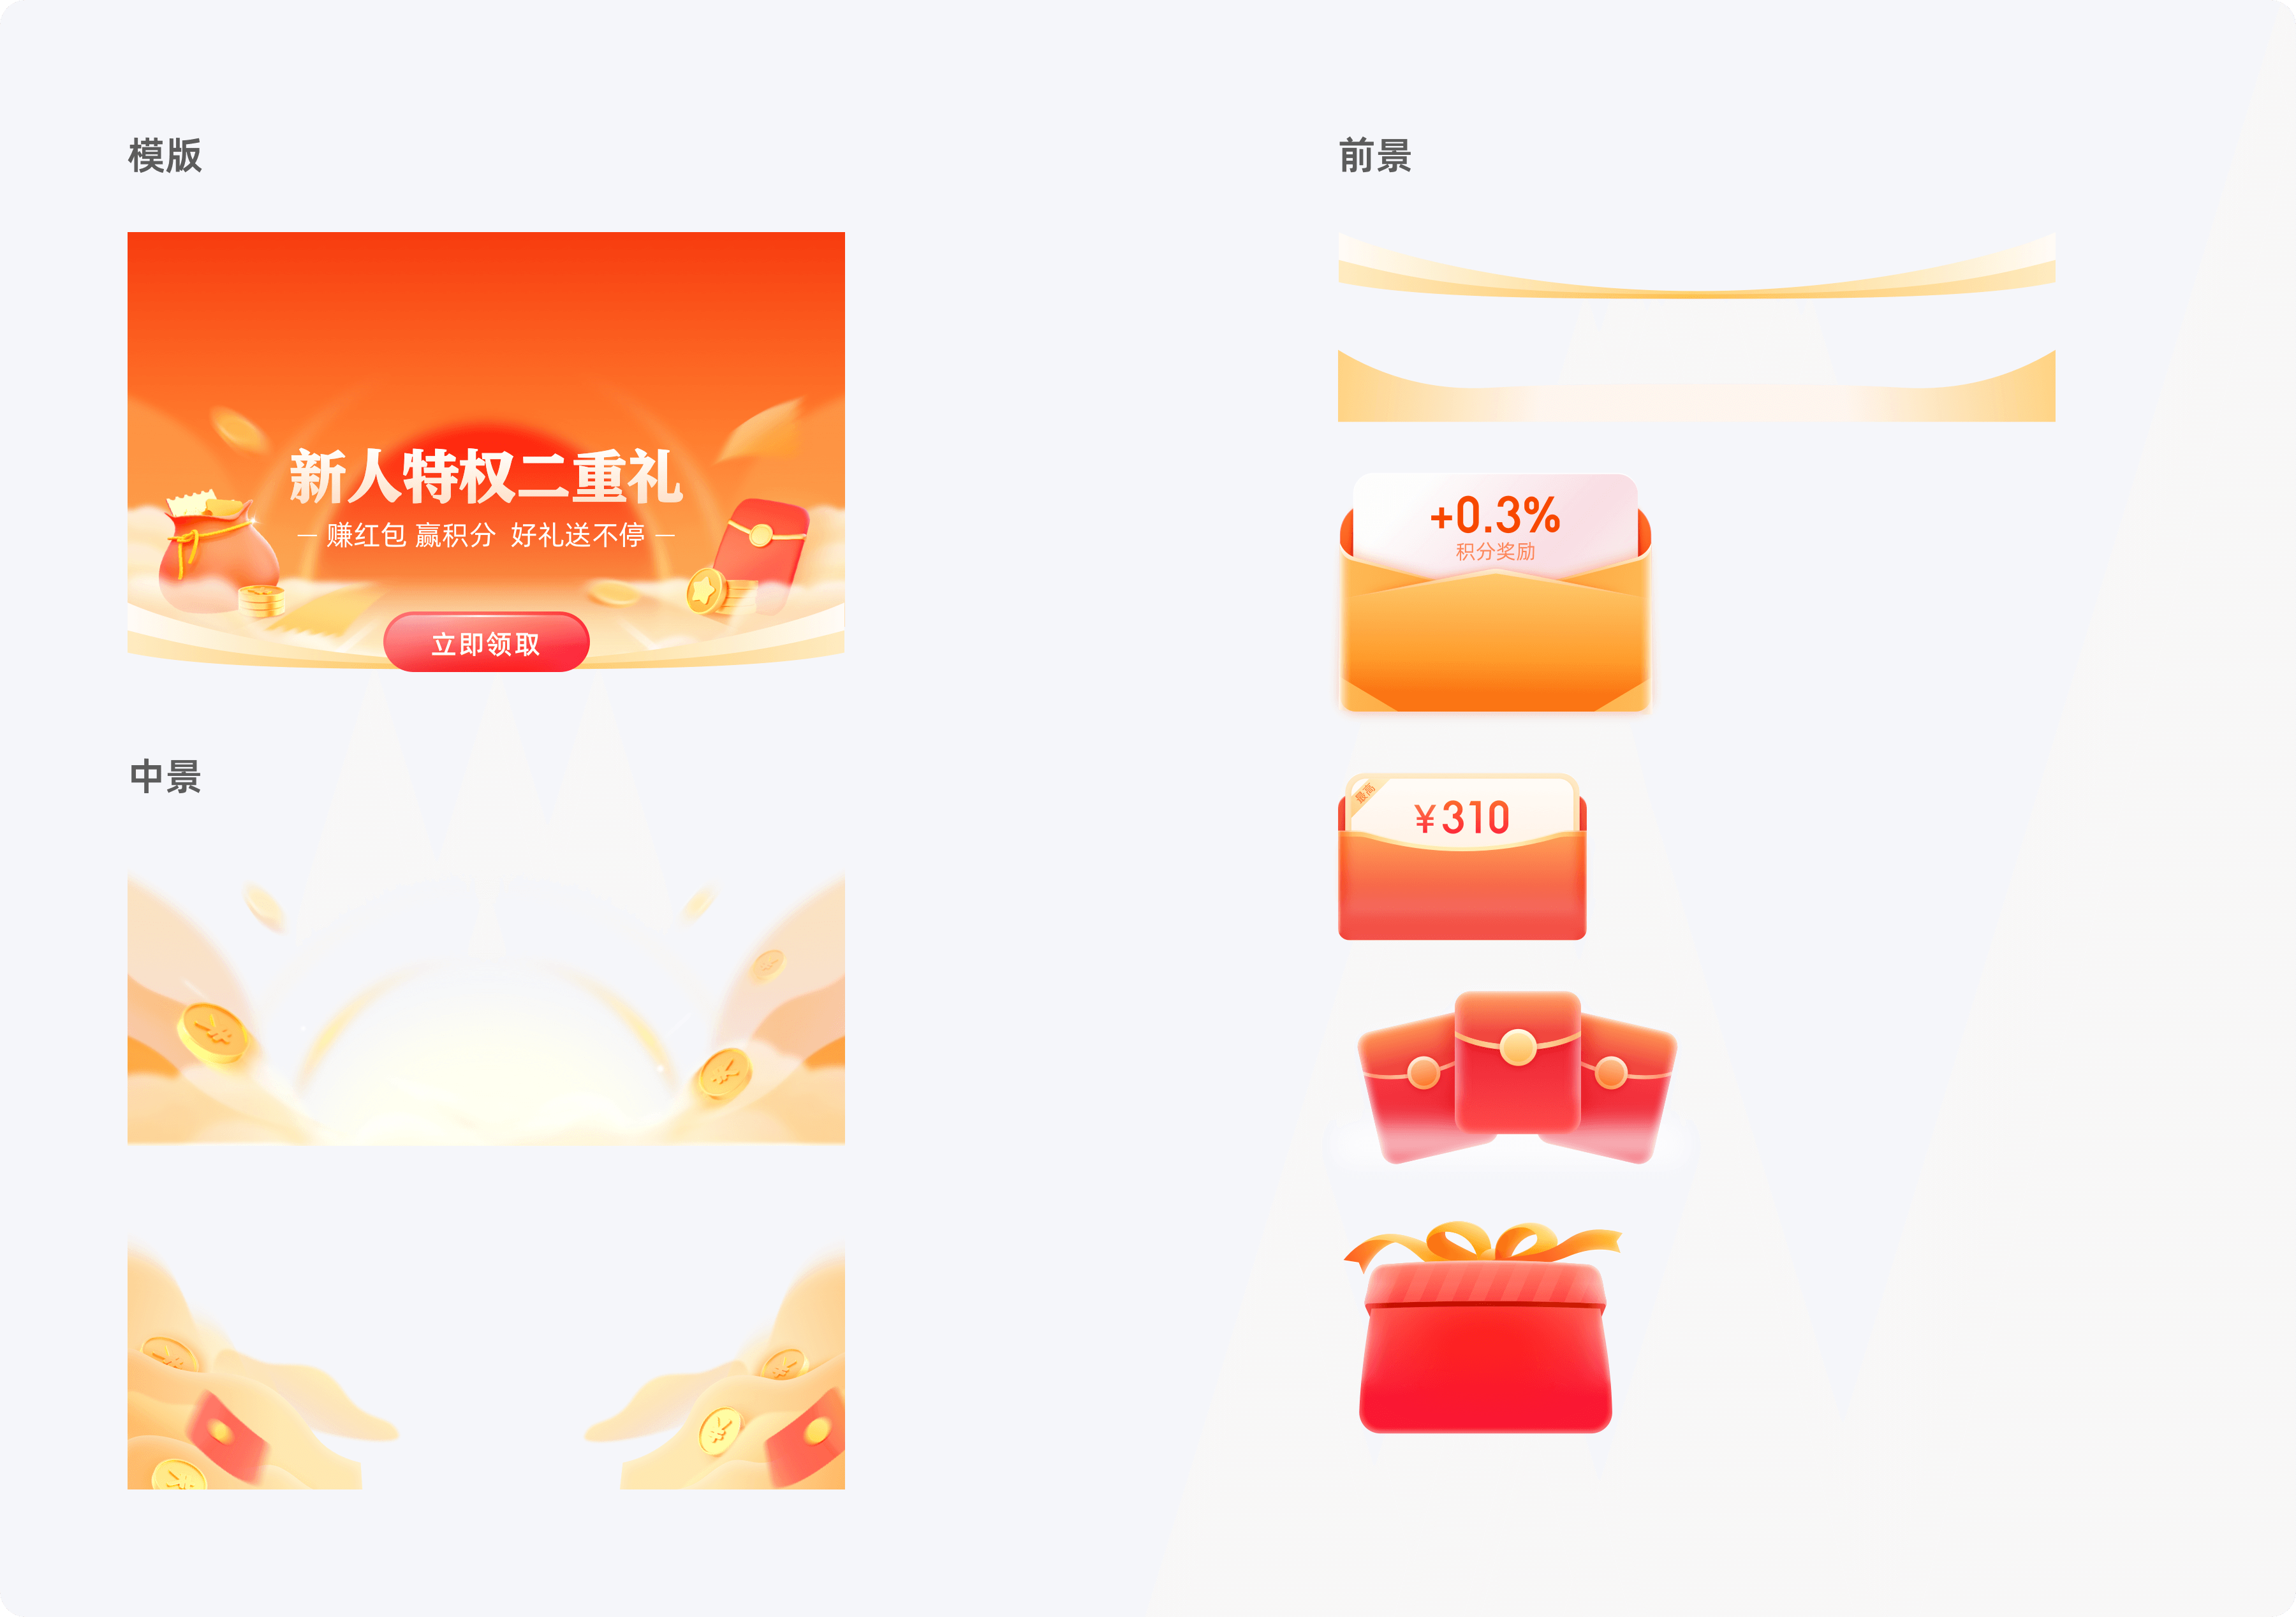 模版
新人特权二重礼
赚红包 赢积分 好礼送不停
立即领取
中景
¥
¥
¥
¥
¥
¥
¥
前景
+0.3%
积分奖励
最高
¥310